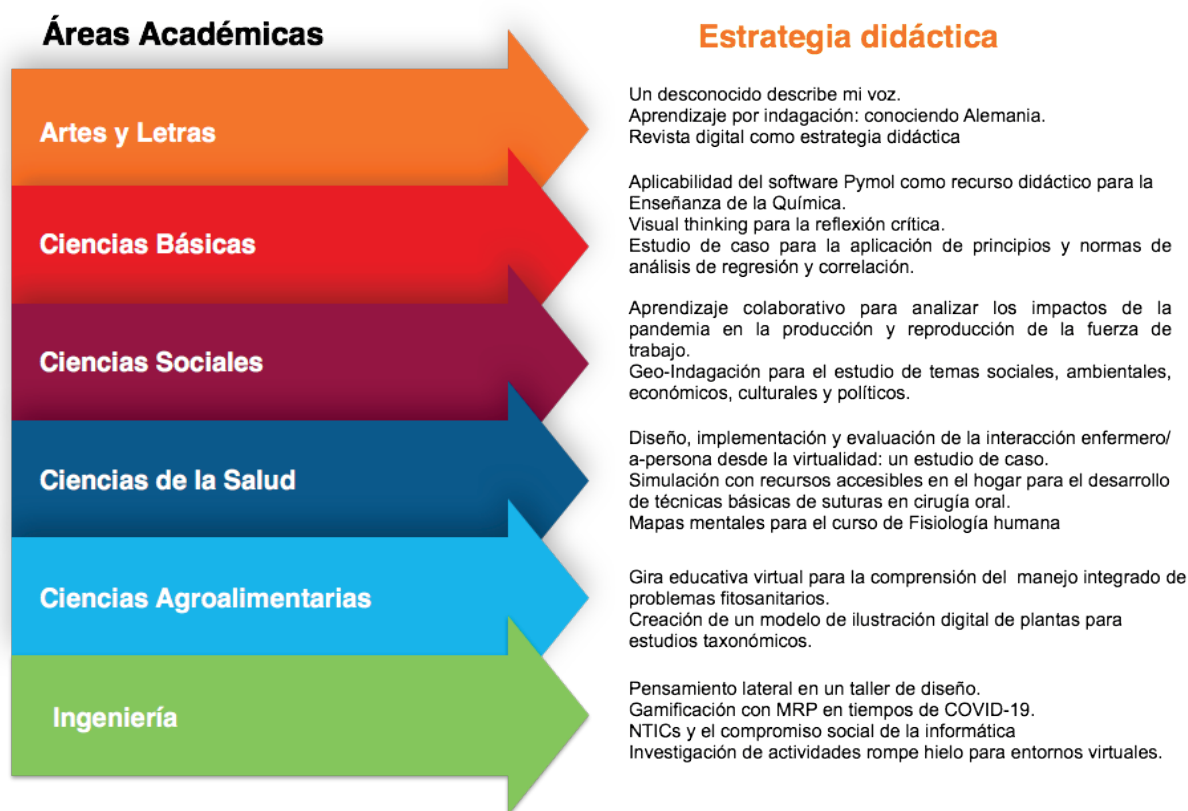 Áreas Académicas
Estrategia didáctica
Artes y Letras
Un desconocido describe mi voz.
Aprendizaje por indagación: conociendo Alemania.
Revista digital como estrategia didáctica
Ciencias Básicas
Aplicabilidad del software Pymol como recurso didáctico para la
Enseñanza de la Química.
Visual thinking para la reflexión crítica.
Estudio de caso para la aplicación de principios y normas de
análisis de regresión y correlación.
Ciencias Sociales
Aprendizaje colaborativo para analizar los impactos de la
pandemia en la producción y reproducción de la fuerza de
trabajo.
Geo-Indagación para el estudio de temas sociales, ambientales,
económicos, culturales y políticos.
Ciencias de la Salud
Diseño, implementación y evaluación de la interacción enfermero/
a-persona desde la virtualidad: un estudio de caso.
Simulación con recursos accesibles en el hogar para el desarrollo
de técnicas básicas de suturas en cirugía oral.
Mapas mentales para el curso de Fisiología humana
Ciencias Agroalimentarias
Gira educativa virtual para la comprensión del manejo integrado de
problemas fitosanitarios.
Creación de un modelo de ilustración digital de plantas para
estudios taxonómicos.
Ingeniería
Pensamiento lateral en un taller de diseño.
Gamificación con MRP en tiempos de COVID-19.
NTICs y el compromiso social de la informática
Investigación de actividades rompe hielo para entornos virtuales.